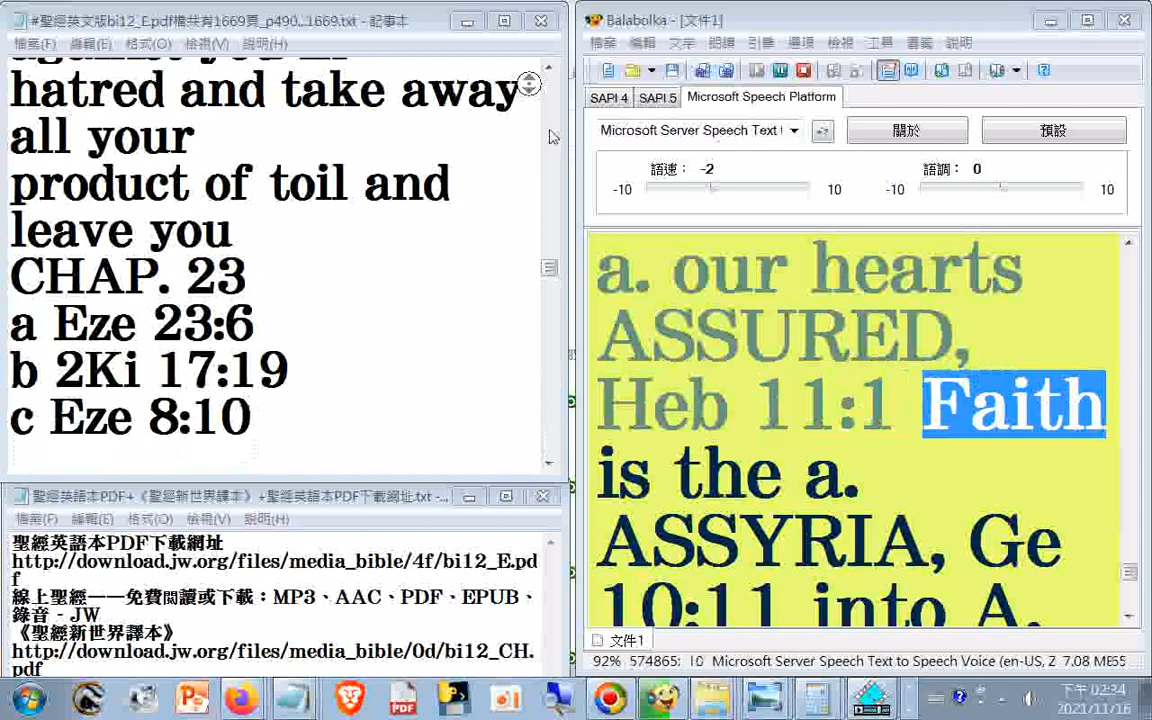 #聖經英文版bi12_E.pdf檔共有1669頁_p490...1669.txt - 記事本
檔案(F) 編輯(E) 格式(O) 檢視(V) 說明(H)
against you in
hatred and take away
all your
product of toil and
leave you
CHAP. 23
a Eze 23:6
b 2Ki 17:19
c Eze 8:10
聖經英語本PDF+《聖經新世界譯本》+聖經英語本PDF下載網址.txt -...
檔案(F) 編輯(E) 格式(O) 檢視(V) 說明(H)
聖經英語本PDF下載網址
http://download.jw.org/files/media_bible/4f/bi12_E.pd
f
線上聖經——免費閱讀或下載：MP3、AAC、PDF、EPUB、
錄音 - JW
《聖經新世界譯本》
http://download.jw.org/files/media_bible/0d/bi12_CH.
pdf
Balabolka - [文件1]
檔案 編輯 文字 朗讀 引擎 選項 檢視 工具 書籤 說明
SAPI 4 SAPI 5 Microsoft Speech Platform
Microsoft Server Speech Text 關於 預設
語速： -2 語調： 0
-10 10 -10 10
a. our hearts
ASSURED,
Heb 11:1 Faith
is the a.
ASSYRIA, Ge
10:11 into A.
文件1
92% 574865: Microsoft Server Speech Text to Speech Voice (en-US, Z 7.08 ME
下午 02:24
2021/11/16